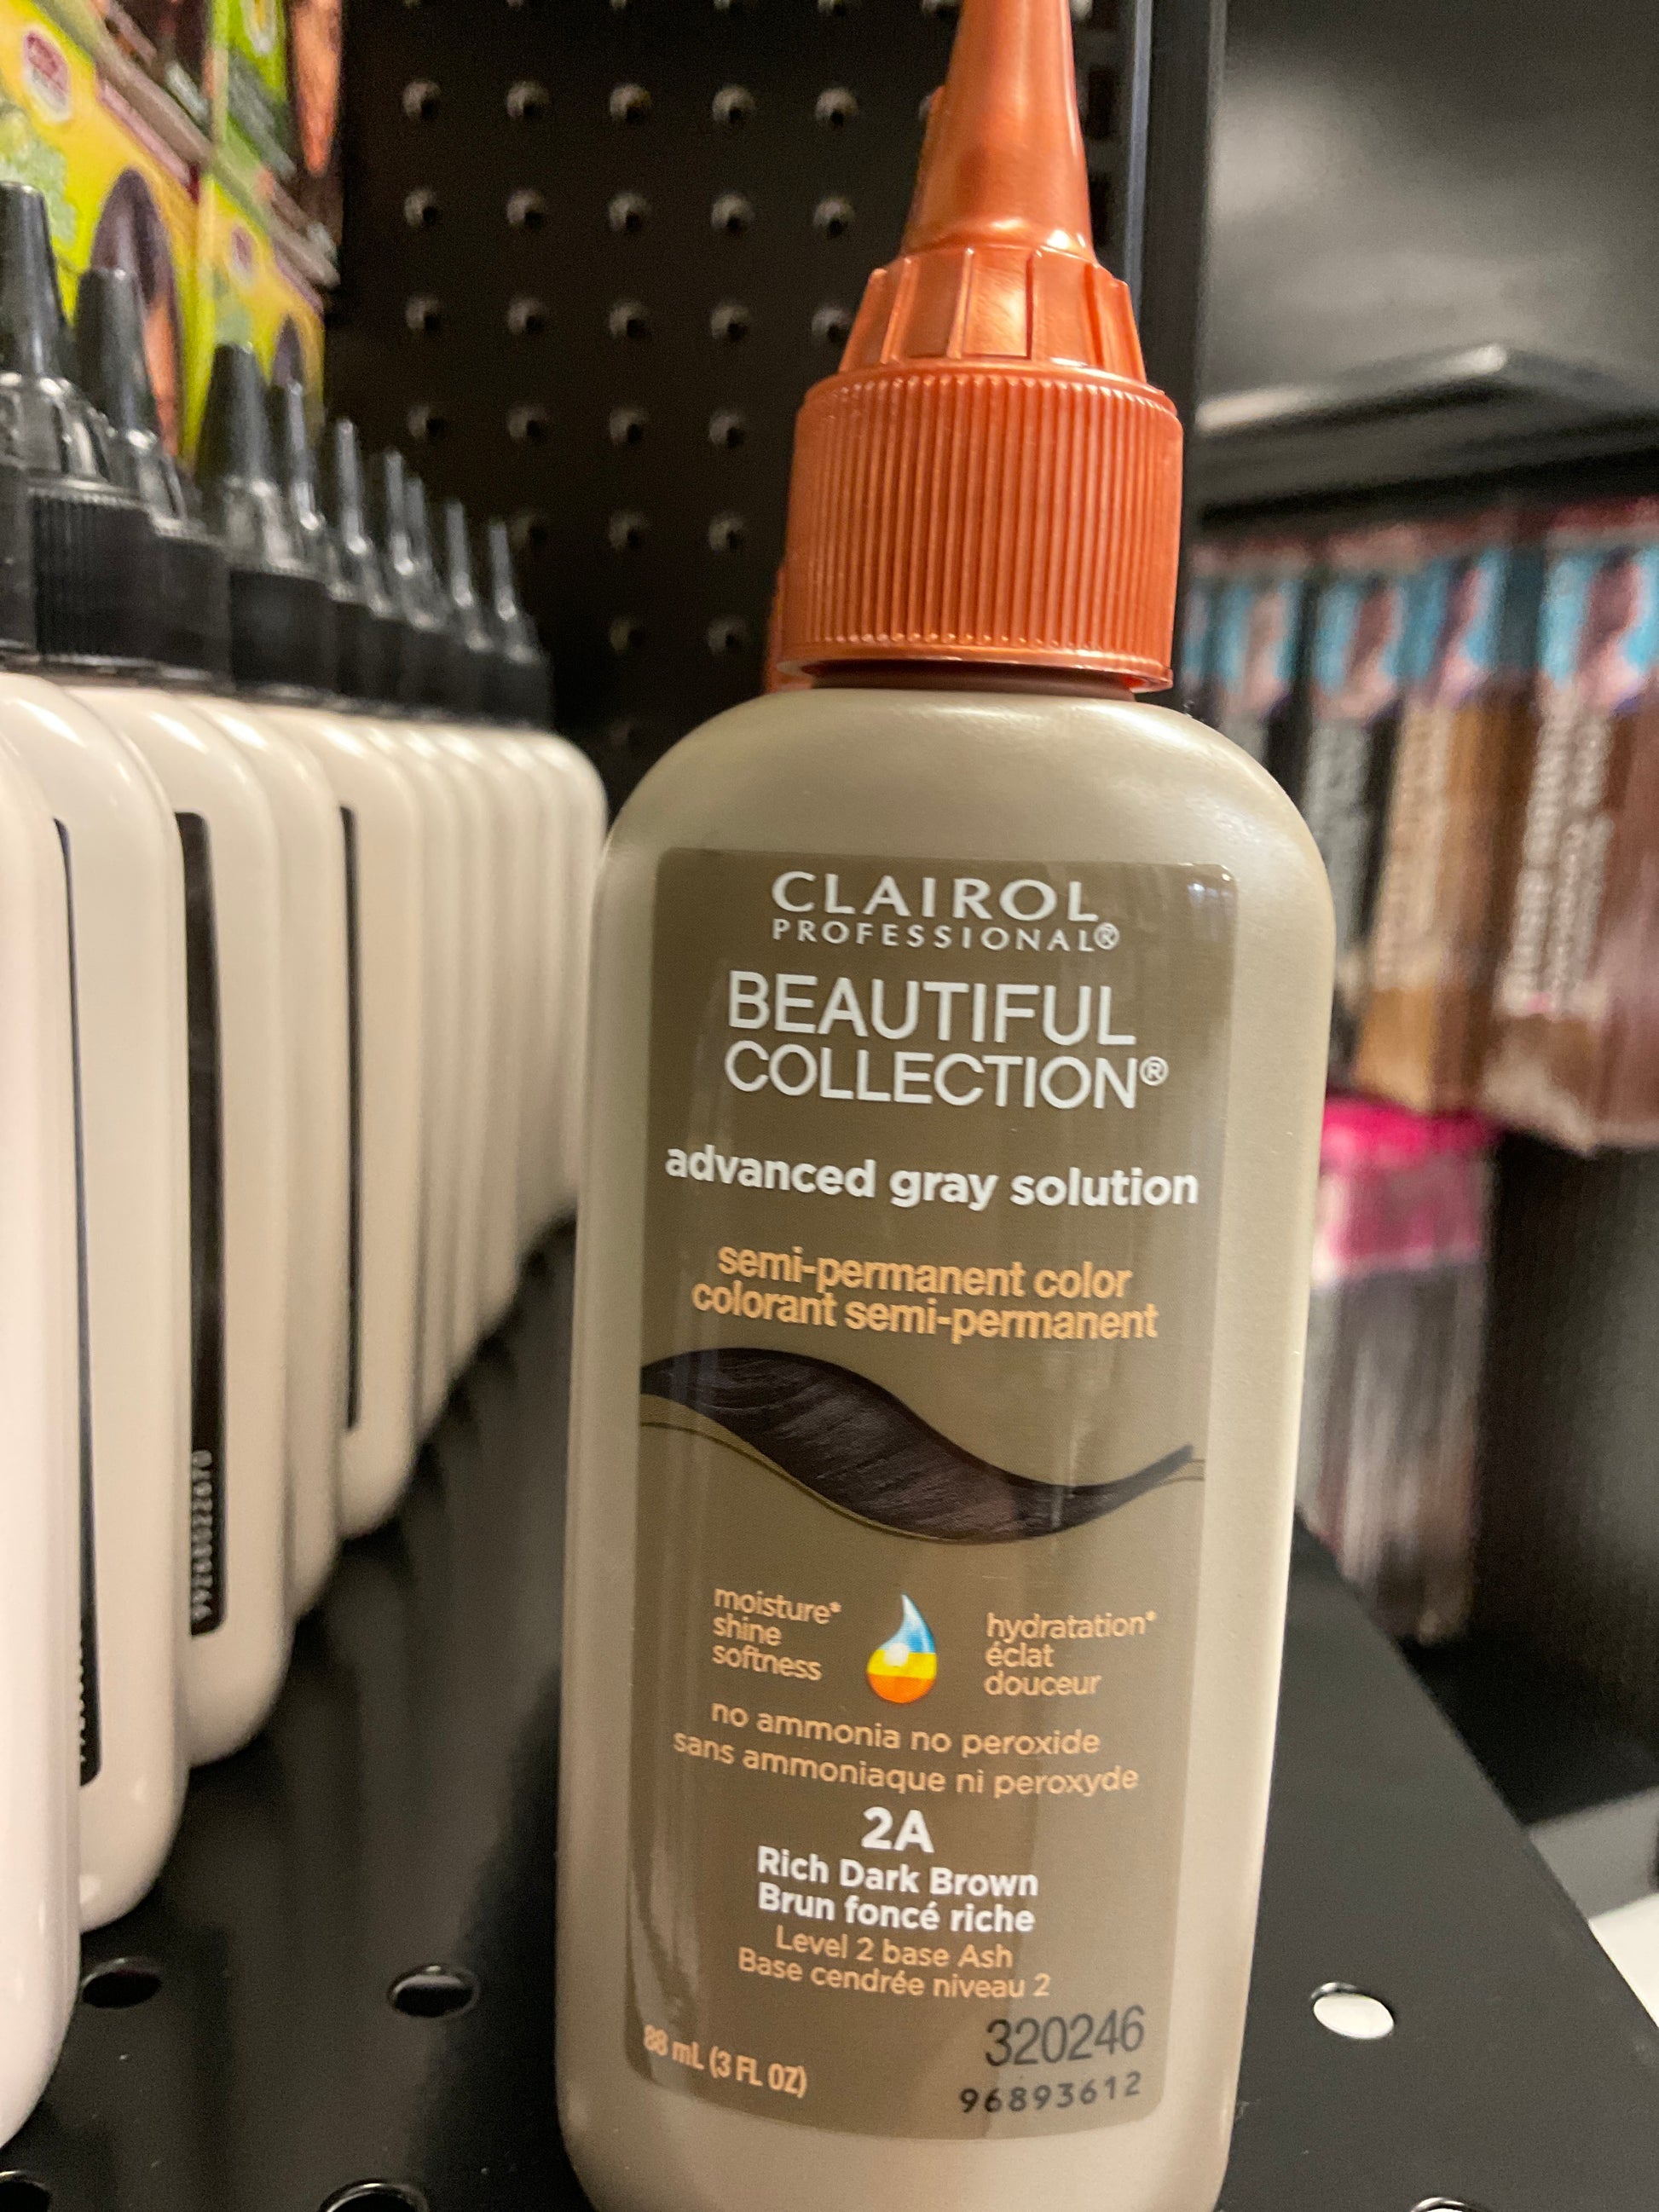 CLAIROL
PROFESSIONAL®
BEAUTIFUL
COLLECTION®
advanced gray solution
semi-permanent color
colorant semi-permanent
moisture*
shine
softness
hydratation*
éclat
douceur
no ammonia no peroxide
sans ammoniaque ni peroxyde
2A
Rich Dark Brown
Brun foncé riche
Level 2 base Ash
Base cendrée niveau 2
88 mL (3 FL OZ)
320246
96893612